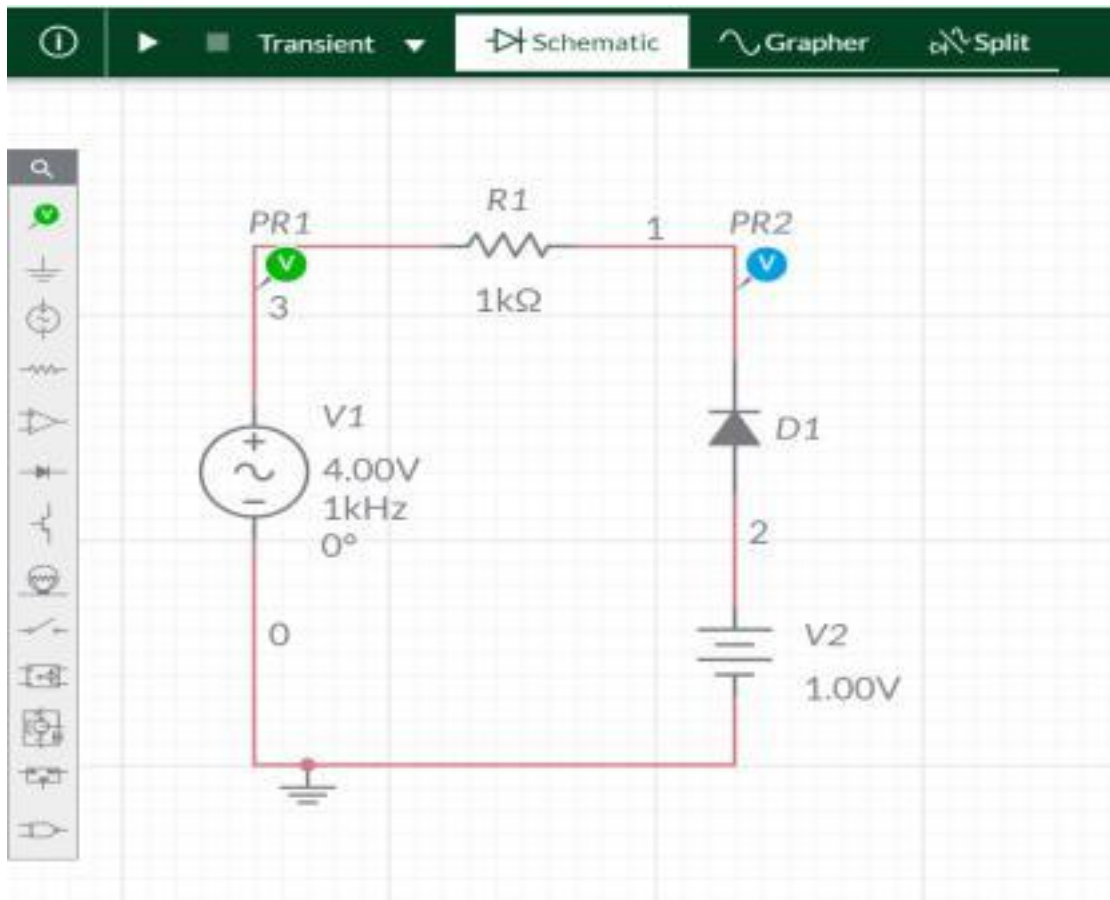 Transient Schematic Grapher Split
R1
PR1 1 PR2
V V
3 1kΩ
V1
4.00V
1kHz
0°
D1
2
0
V2
1.00V